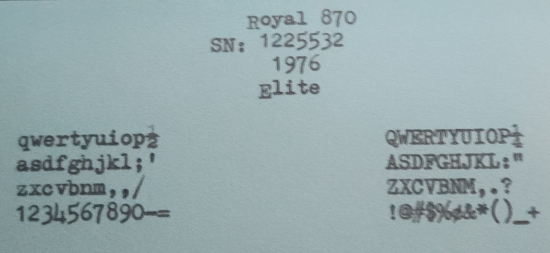 Royal 870
SN: 1225532
1976
Elite
qwertyuiop½
asdfghjkl;'
zxcvbnm,,/
1234567890-=
QWERTYUIOP¼
ASDFGHJKL:"
ZXCVBNM,.?
!@#$%¢&*()_+